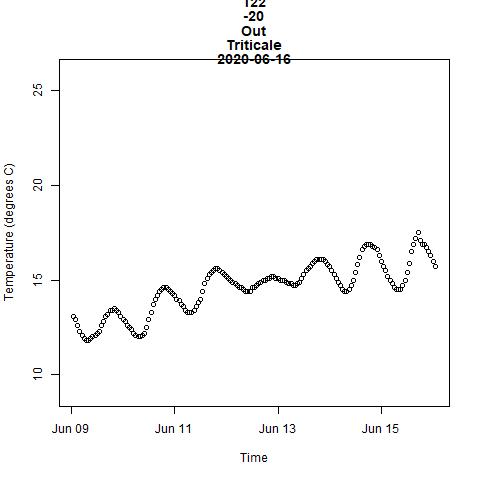 122
-20
Out
Triticale
2020-06-16
25
20
15
10
Temperature (degrees C)
Jun 09 Jun 11 Jun 13 Jun 15
Time